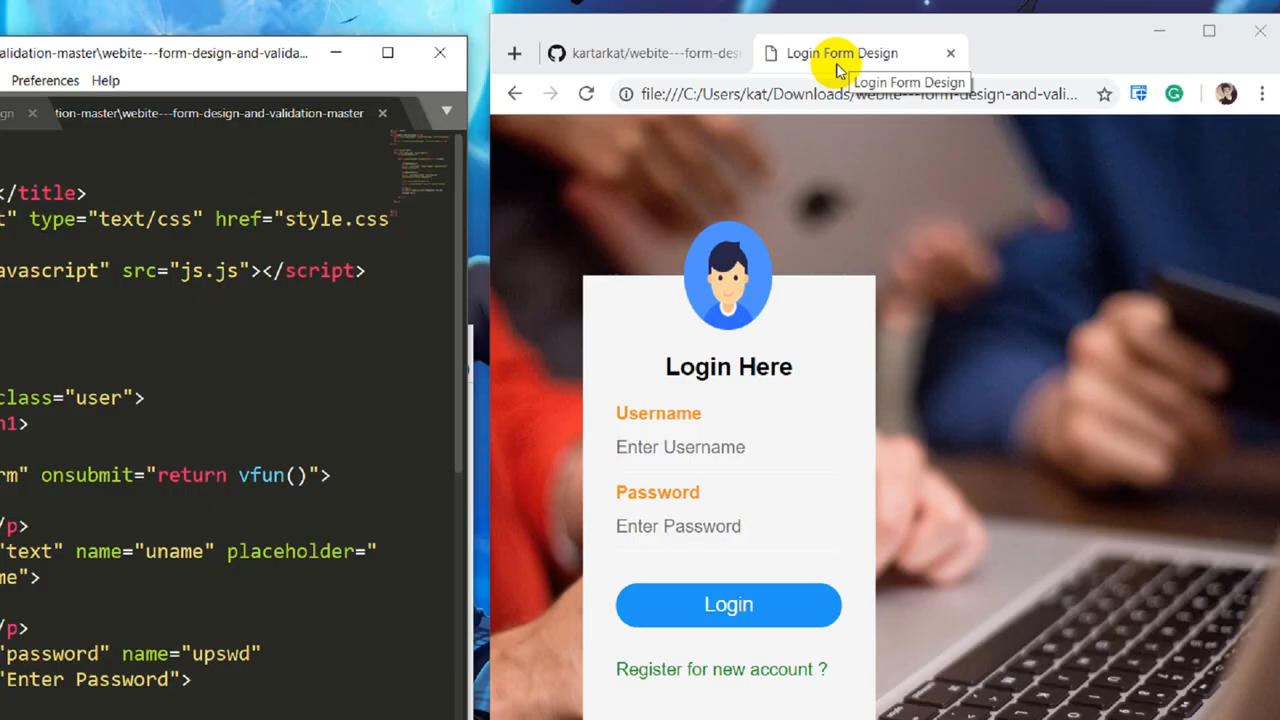 alidation-master\webite---form-design-and-valida...
Preferences Help
gn
tion-master\webite---form-design-and-validation-master
</title>
t" type="text/css" href="style.css
avascript" src="js.js"></script>
class="user">
h1>
rm" onsubmit="return vfun()">
/p>
"text" name="uname" placeholder="
me">
/p>
"password" name="upswd"
"Enter Password">
kartarkat/webite---form-des
Login Form Design
Login Form Design
file:///C:/Users/kat/Downloads/webite---form-design-and-vali...
Login Here
Username
Enter Username
Password
Enter Password
Login
Register for new account ?